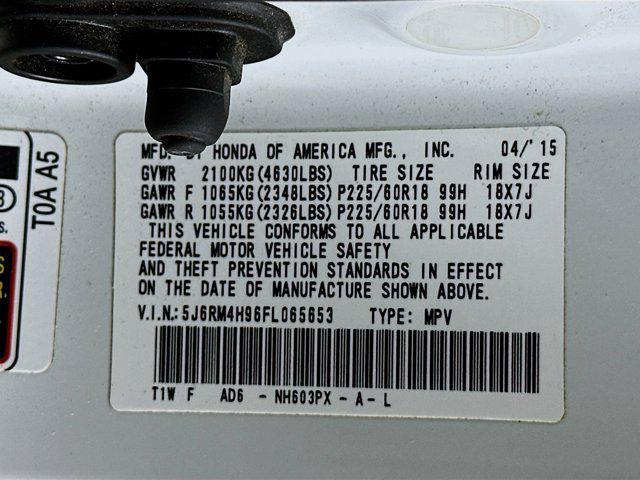 MFD. BY HONDA OF AMERICA MFG., INC. 04/'15
GVWR 2100KG(4630LBS) TIRE SIZE RIM SIZE
GAWR F 1065KG(2348LBS) P225/60R18 99H 18X7J
GAWR R 1055KG(2326LBS) P225/60R18 99H 18X7J
THIS VEHICLE CONFORMS TO ALL APPLICABLE
FEDERAL MOTOR VEHICLE SAFETY
AND THEFT PREVENTION STANDARDS IN EFFECT
ON THE DATE OF MANUFACTURE SHOWN ABOVE.
V.I.N.:5J6RM4H96FL065653 TYPE: MPV
T1W F AD6 - NH603PX - A - L
T0A A5